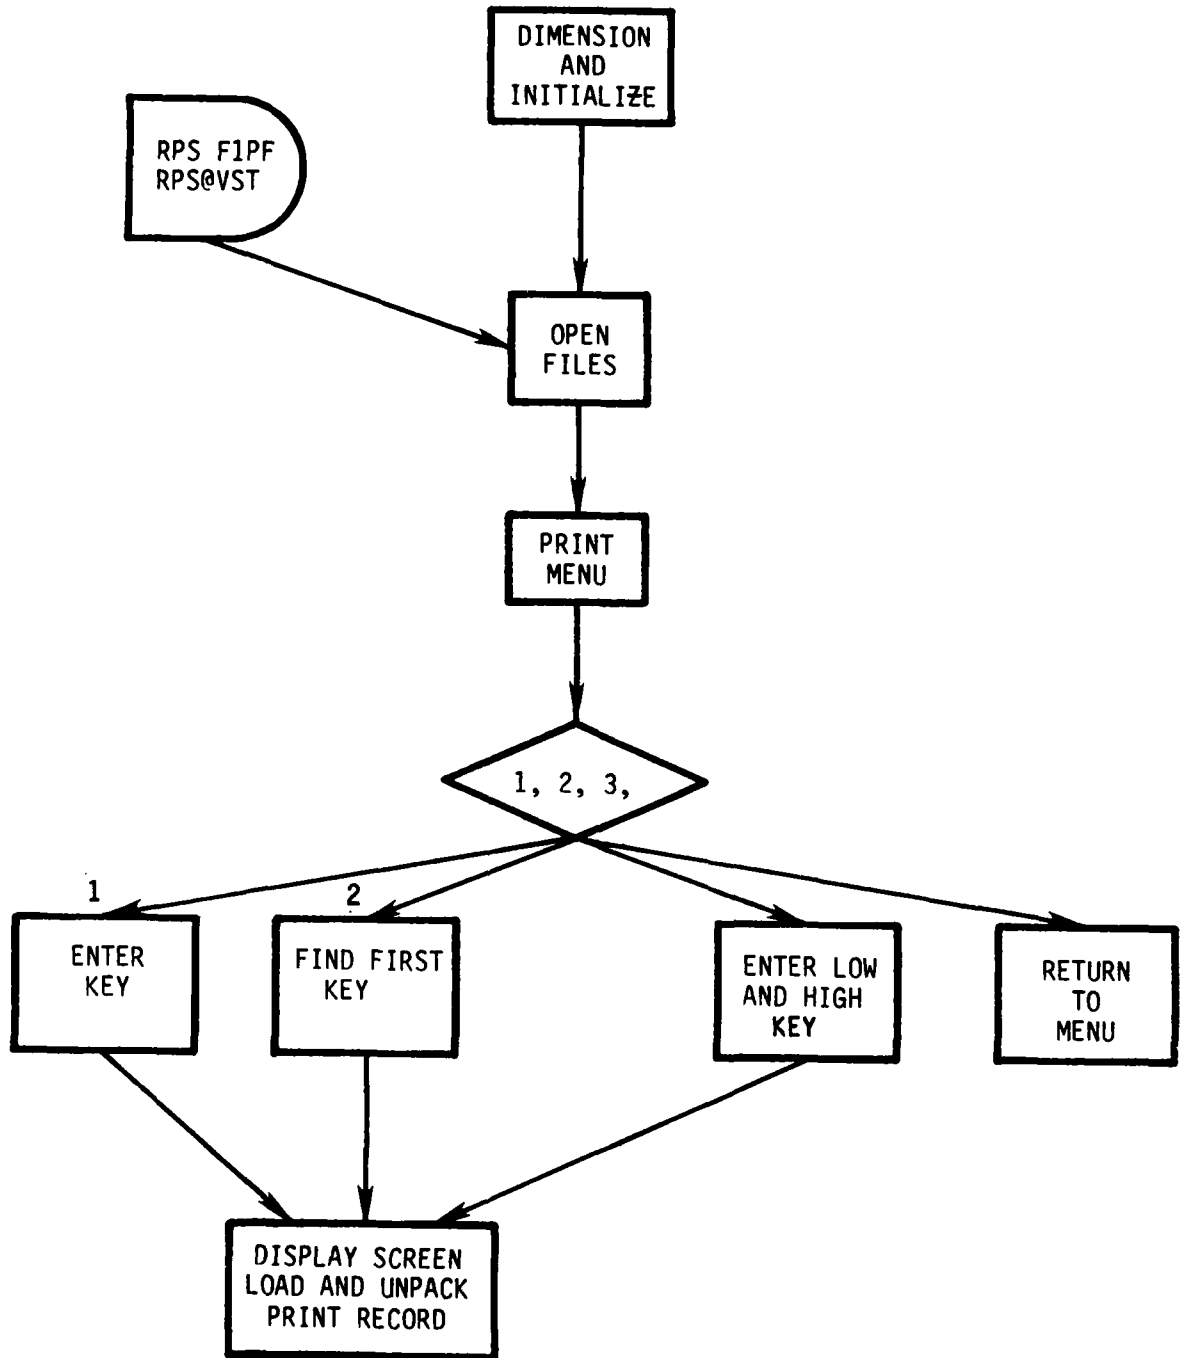 DIMENSION
AND
INITIALIZE
RPS F1PF
RPS@VST
OPEN
FILES
PRINT
MENU
1, 2, 3,
1
2
ENTER
KEY
FIND FIRST
KEY
ENTER LOW
AND HIGH
KEY
RETURN
TO
MENU
DISPLAY SCREEN
LOAD AND UNPACK
PRINT RECORD